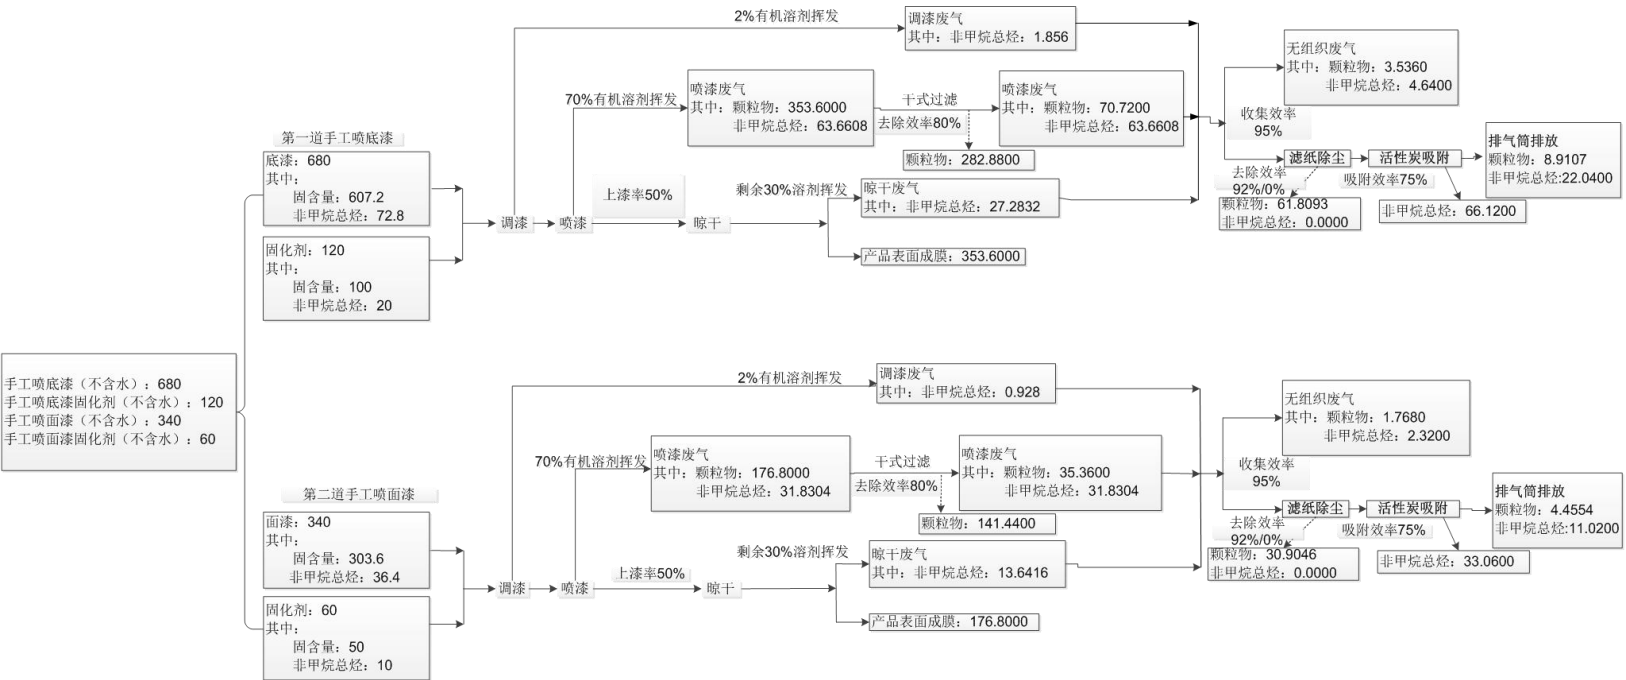 手工喷底漆（不含水）：680
手工喷底漆固化剂（不含水）：120
手工喷面漆（不含水）：340
手工喷面漆固化剂（不含水）：60
第一道手工喷底漆
底漆：680
其中：
固含量：607.2
非甲烷总烃：72.8
固化剂：120
其中：
固含量：100
非甲烷总烃：20
调漆
2%有机溶剂挥发
调漆废气
其中：非甲烷总烃：1.856
喷漆
70%有机溶剂挥发
喷漆废气
其中：颗粒物：353.6000
非甲烷总烃：63.6608
干式过滤
去除效率80%
颗粒物：282.8800
喷漆废气
其中：颗粒物：70.7200
非甲烷总烃：63.6608
上漆率50%
晾干
剩余30%溶剂挥发
晾干废气
其中：非甲烷总烃：27.2832
产品表面成膜：353.6000
无组织废气
其中：颗粒物：3.5360
非甲烷总烃：4.6400
收集效率
95%
滤纸除尘
活性炭吸附
去除效率
92%/0%
吸附效率75%
颗粒物：61.8093
非甲烷总烃：0.0000
非甲烷总烃：66.1200
排气筒排放
颗粒物：8.9107
非甲烷总烃:22.0400
第二道手工喷面漆
面漆：340
其中：
固含量：303.6
非甲烷总烃：36.4
固化剂：60
其中：
固含量：50
非甲烷总烃：10
调漆
2%有机溶剂挥发
调漆废气
其中：非甲烷总烃：0.928
喷漆
70%有机溶剂挥发
喷漆废气
其中：颗粒物：176.8000
非甲烷总烃：31.8304
干式过滤
去除效率80%
颗粒物：141.4400
喷漆废气
其中：颗粒物：35.3600
非甲烷总烃：31.8304
上漆率50%
晾干
剩余30%溶剂挥发
晾干废气
其中：非甲烷总烃：13.6416
产品表面成膜：176.8000
无组织废气
其中：颗粒物：1.7680
非甲烷总烃：2.3200
收集效率
95%
滤纸除尘
活性炭吸附
去除效率
92%/0%
吸附效率75%
颗粒物：30.9046
非甲烷总烃：0.0000
非甲烷总烃：33.0600
排气筒排放
颗粒物：4.4554
非甲烷总烃:11.0200